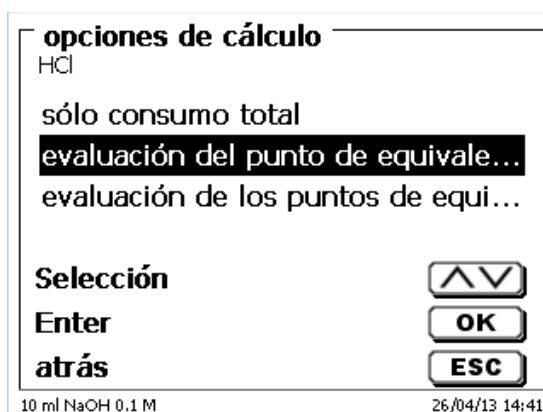 opciones de cálculo
HCl
sólo consumo total
evaluación del punto de equivale...
evaluación de los puntos de equi...
Selección
Enter OK
atrás ESC
10 ml NaOH 0.1 M 26/04/13 14:41